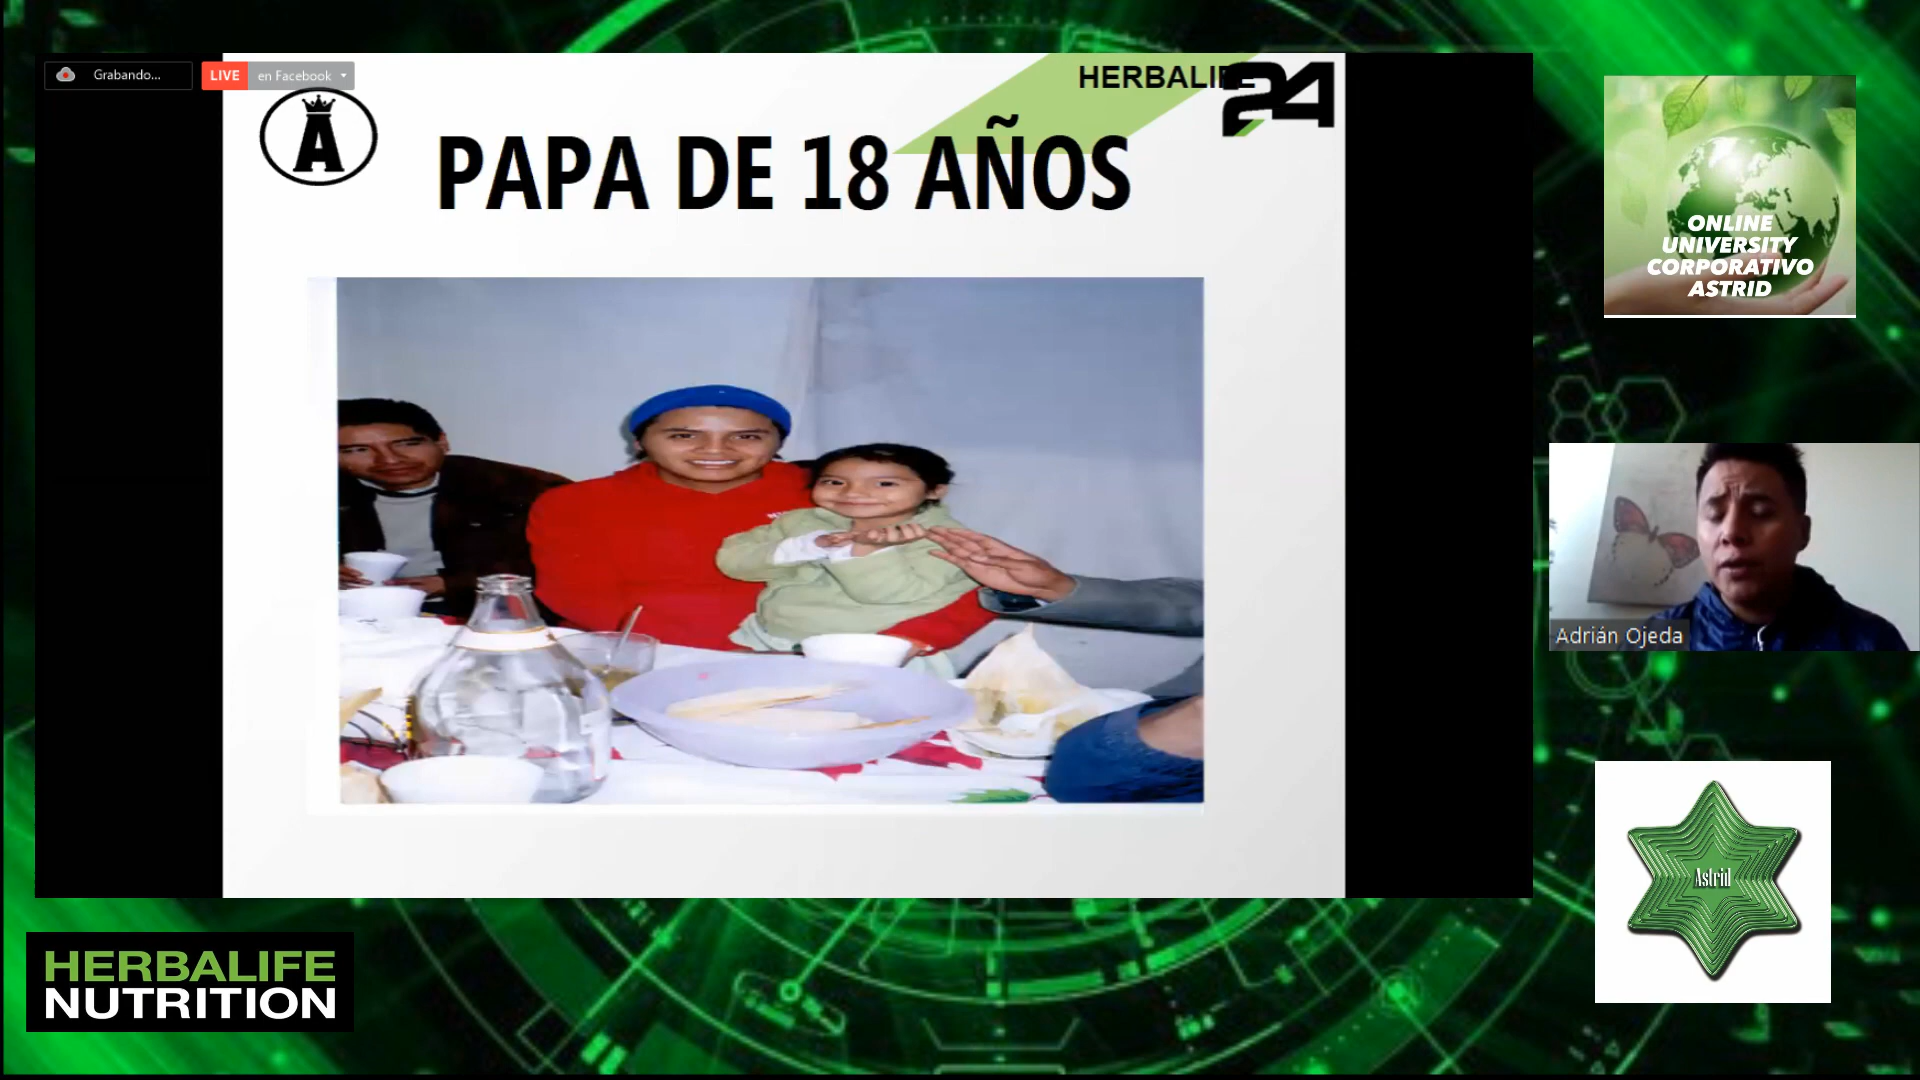 Grabando...
LIVE en Facebook
HERBALIFE
24
A
PAPA DE 18 AÑOS
ONLINE
UNIVERSITY
CORPORATIVO
ASTRID
Adrián Ojeda
Astrid
HERBALIFE
NUTRITION